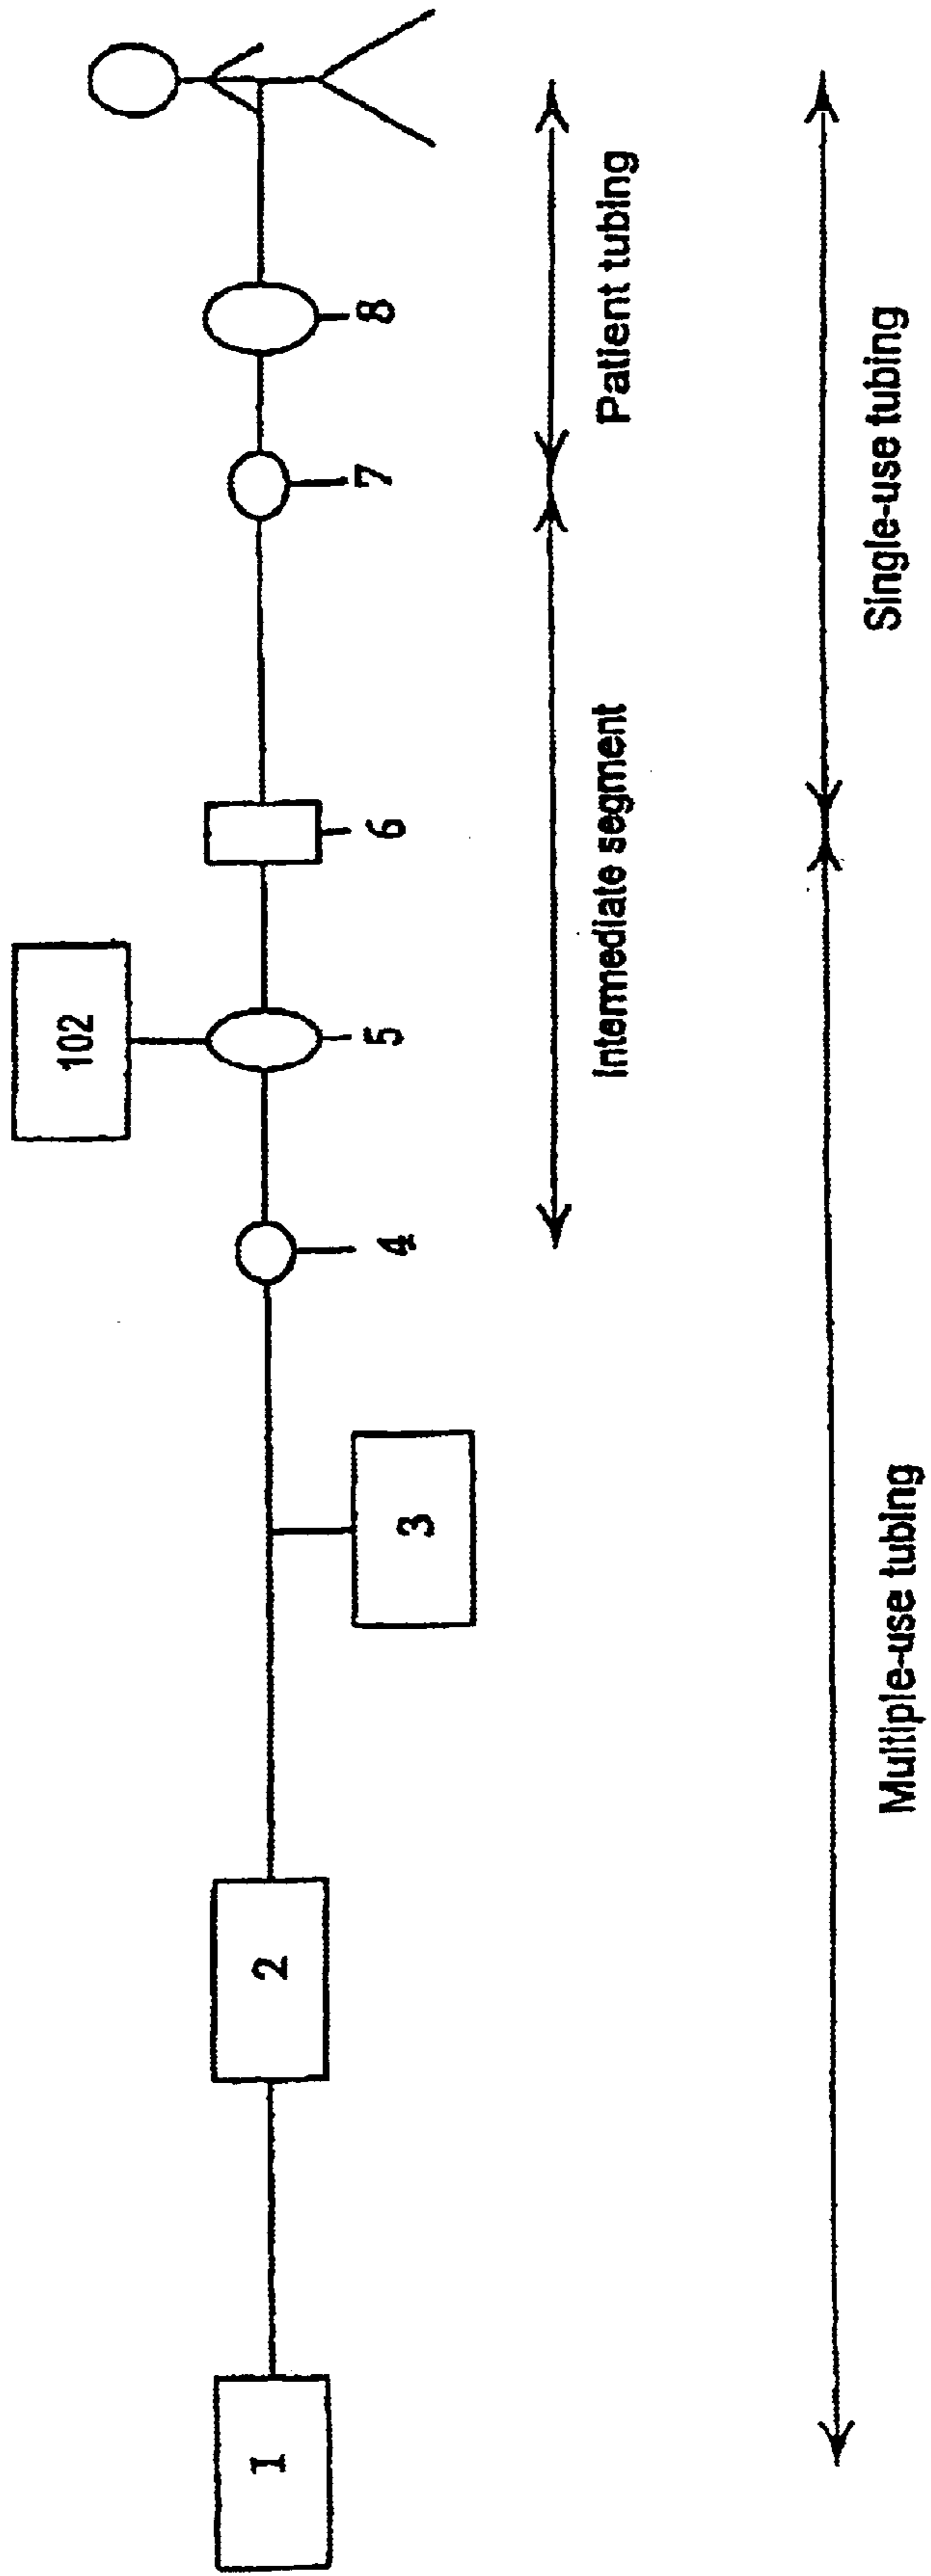 102
1
2
3
4
5
6
7
8
Intermediate segment
Patient tubing
Multiple-use tubing
Single-use tubing